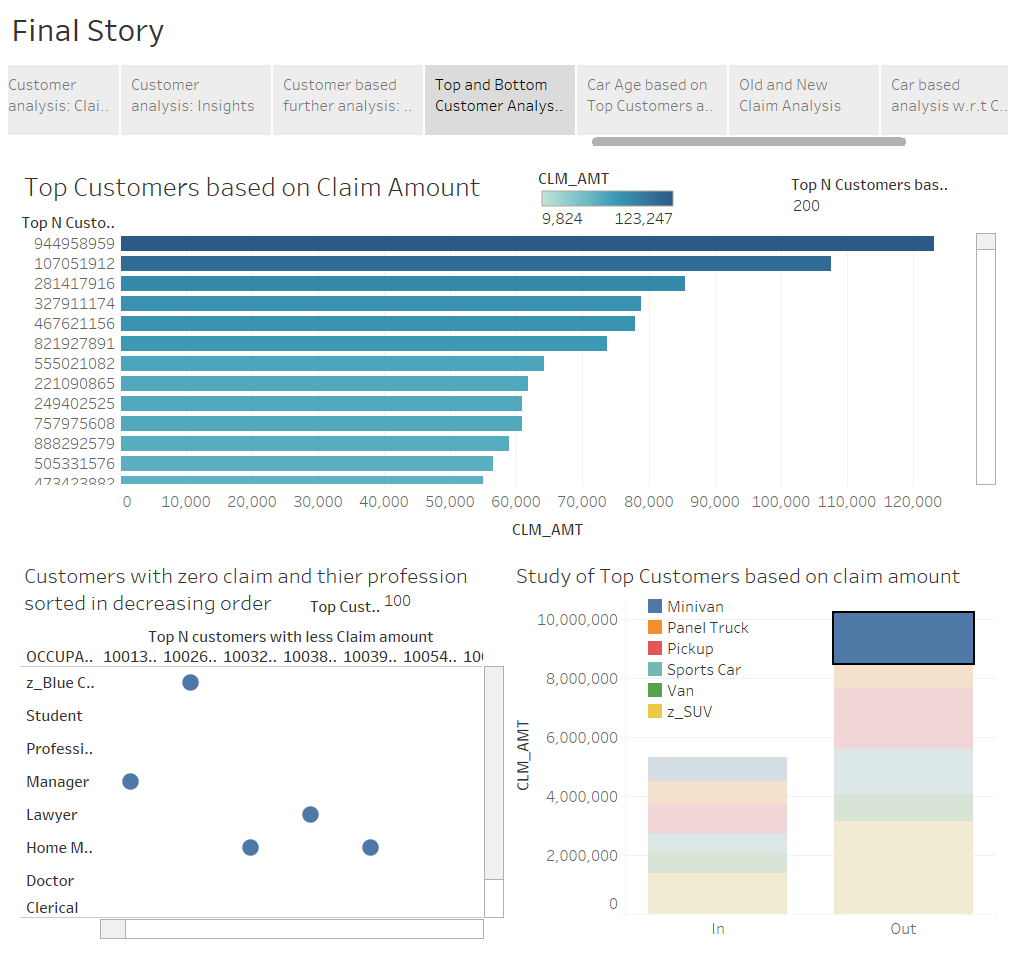 Final Story
Customer
analysis: Clai..
Customer
analysis: Insights
Customer based
further analysis: ..
Top and Bottom
Customer Analys..
Car Age based on
Top Customers a..
Old and New
Claim Analysis
Car based
analysis w.r.t C..
Top Customers based on Claim Amount
CLM_AMT
9,824 123,247
Top N Customers bas..
200
Top N Custo..
944958959
107051912
281417916
327911174
467621156
821927891
555021082
221090865
249402525
757975608
888292579
505331576
473423882
0 10,000 20,000 30,000 40,000 50,000 60,000 70,000 80,000 90,000 100,000 110,000 120,000
CLM_AMT
Customers with zero claim and thier profession
sorted in decreasing order
Top Cust.. 100
Top N customers with less Claim amount
OCCUPA.. 10013.. 10026.. 10032.. 10038.. 10039.. 10054.. 10
z_Blue C..
Student
Professi..
Manager
Lawyer
Home M..
Doctor
Clerical
Study of Top Customers based on claim amount
Minivan
Panel Truck
Pickup
Sports Car
Van
z_SUV
10,000,000
8,000,000
6,000,000
4,000,000
2,000,000
0
CLM_AMT
In Out